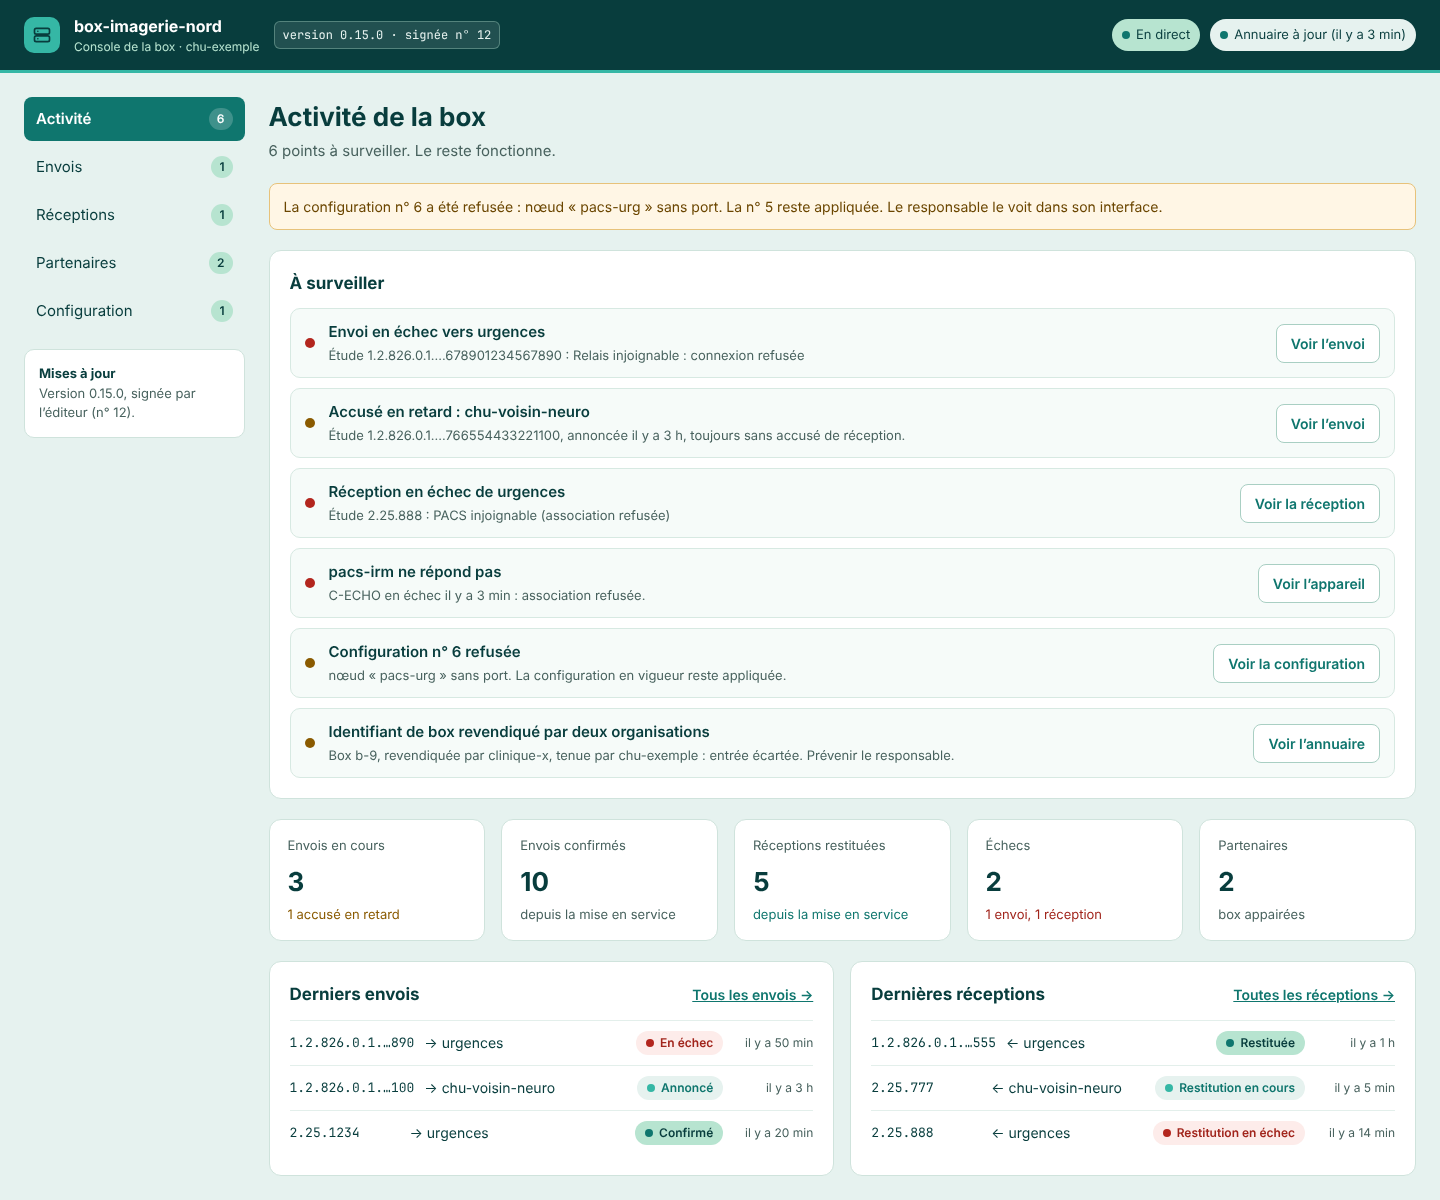 box-imagerie-nord
Console de la box · chu-exemple
version 0.15.0 · signée n° 12
En direct
Annuaire à jour (il y a 3 min)
Activité 6
Envois 1
Réceptions 1
Partenaires 2
Configuration 1
Mises à jour
Version 0.15.0, signée par
l’éditeur (n° 12).
Activité de la box
6 points à surveiller. Le reste fonctionne.
La configuration n° 6 a été refusée : nœud « pacs-urg » sans port. La n° 5 reste appliquée. Le responsable le voit dans son interface.
À surveiller
Envoi en échec vers urgences
Étude 1.2.826.0.1.…678901234567890 : Relais injoignable : connexion refusée
Voir l’envoi
Accusé en retard : chu-voisin-neuro
Étude 1.2.826.0.1.…766554433221100, annoncée il y a 3 h, toujours sans accusé de réception.
Voir l’envoi
Réception en échec de urgences
Étude 2.25.888 : PACS injoignable (association refusée)
Voir la réception
pacs-irm ne répond pas
C-ECHO en échec il y a 3 min : association refusée.
Voir l’appareil
Configuration n° 6 refusée
nœud « pacs-urg » sans port. La configuration en vigueur reste appliquée.
Voir la configuration
Identifiant de box revendiqué par deux organisations
Box b-9, revendiquée par clinique-x, tenue par chu-exemple : entrée écartée. Prévenir le responsable.
Voir l’annuaire
Envois en cours
3
1 accusé en retard
Envois confirmés
10
depuis la mise en service
Réceptions restituées
5
depuis la mise en service
Échecs
2
1 envoi, 1 réception
Partenaires
2
box appairées
Derniers envois
Tous les envois →
1.2.826.0.1.…890 → urgences En échec il y a 50 min
1.2.826.0.1.…100 → chu-voisin-neuro Annoncé il y a 3 h
2.25.1234 → urgences Confirmé il y a 20 min
Dernières réceptions
Toutes les réceptions →
1.2.826.0.1.…555 ← urgences Restituée il y a 1 h
2.25.777 ← chu-voisin-neuro Restitution en cours il y a 5 min
2.25.888 ← urgences Restitution en échec il y a 14 min